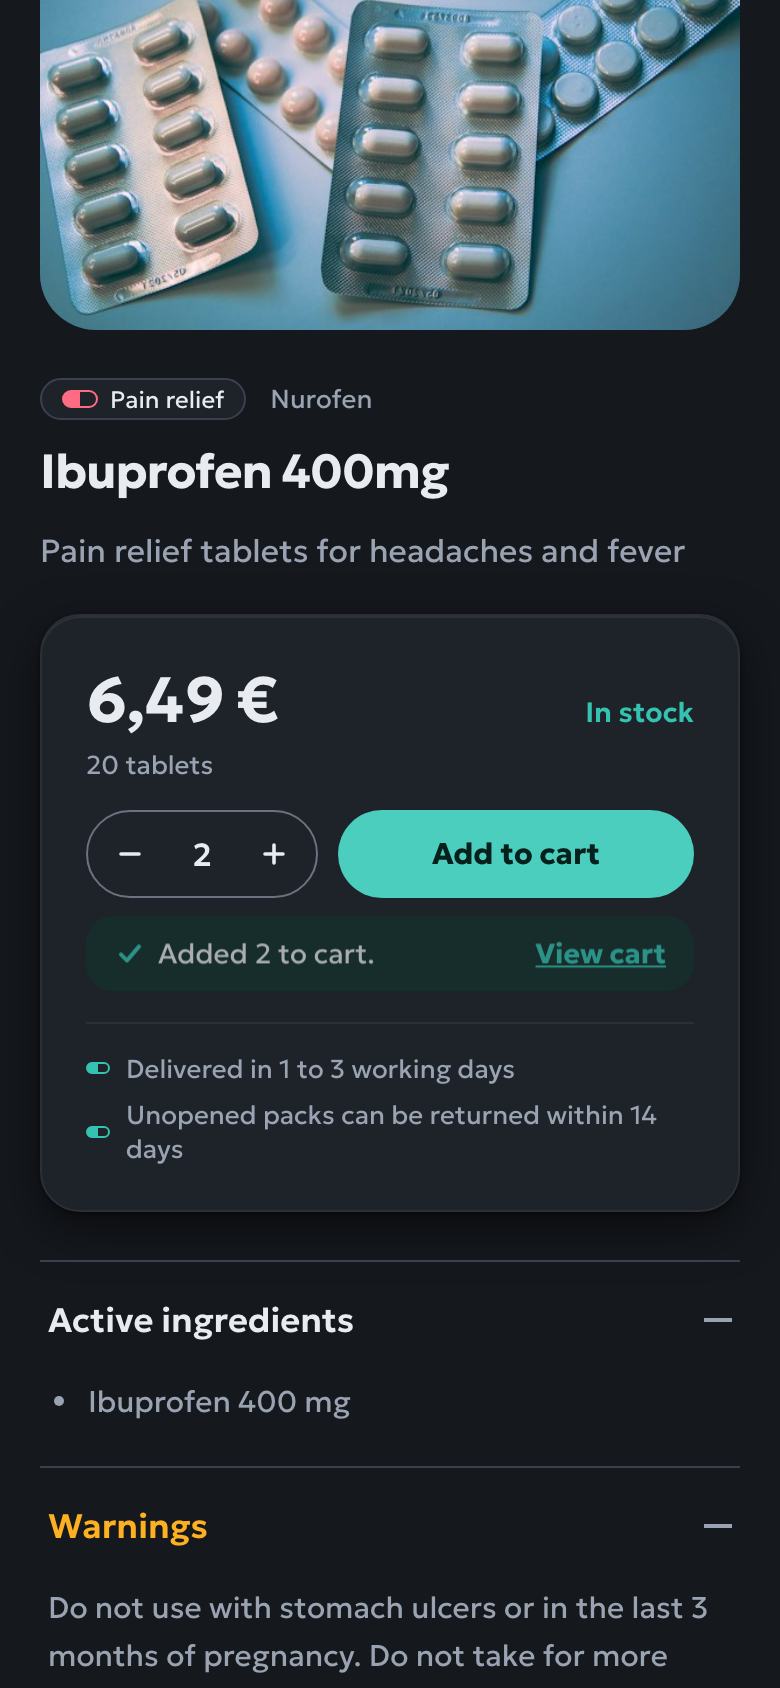 Pain relief
Nurofen
Ibuprofen 400mg
Pain relief tablets for headaches and fever
6,49 €
In stock
20 tablets
− 2 +
Add to cart
Added 2 to cart.
View cart
Delivered in 1 to 3 working days
Unopened packs can be returned within 14
days
Active ingredients
• Ibuprofen 400 mg
Warnings
Do not use with stomach ulcers or in the last 3
months of pregnancy. Do not take for more